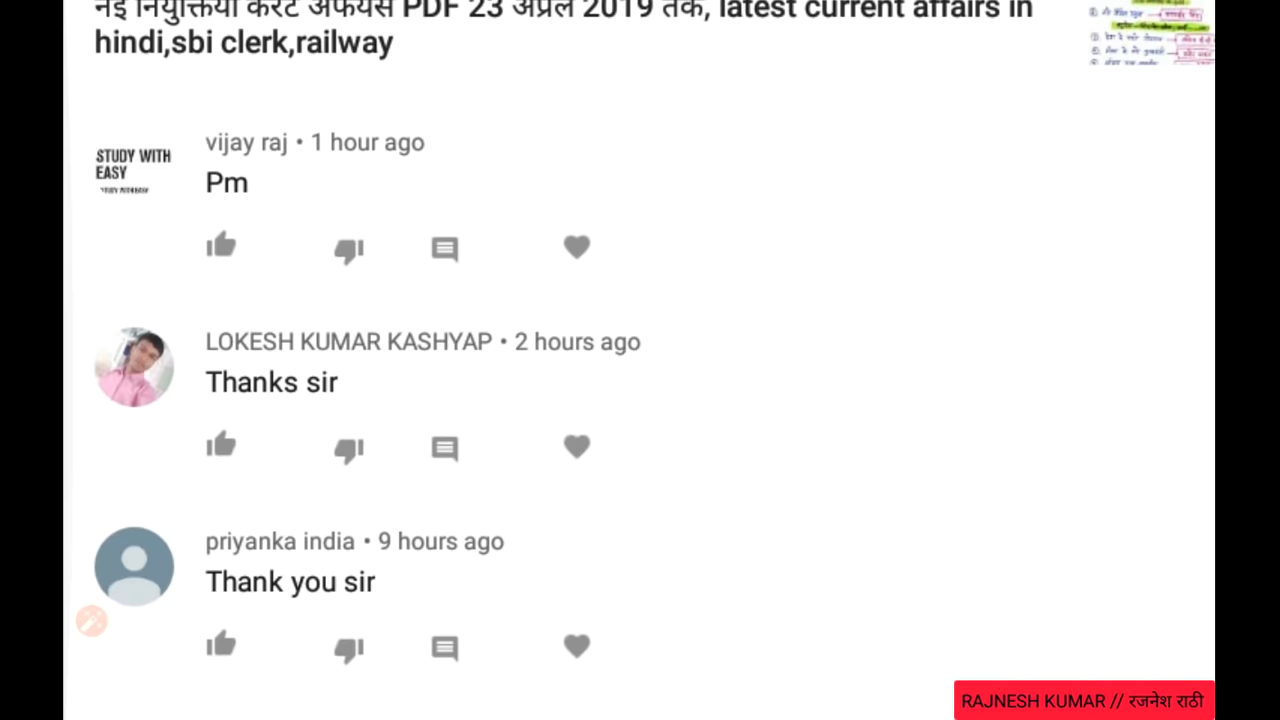 नई नियुक्तियां करंट अफेयर्स PDF 23 अप्रैल 2019 तक, latest current affairs in
hindi,sbi clerk,railway
STUDY WITH
EASY
vijay raj • 1 hour ago
Pm
LOKESH KUMAR KASHYAP • 2 hours ago
Thanks sir
priyanka india • 9 hours ago
Thank you sir
RAJNESH KUMAR // रजनेश राठी